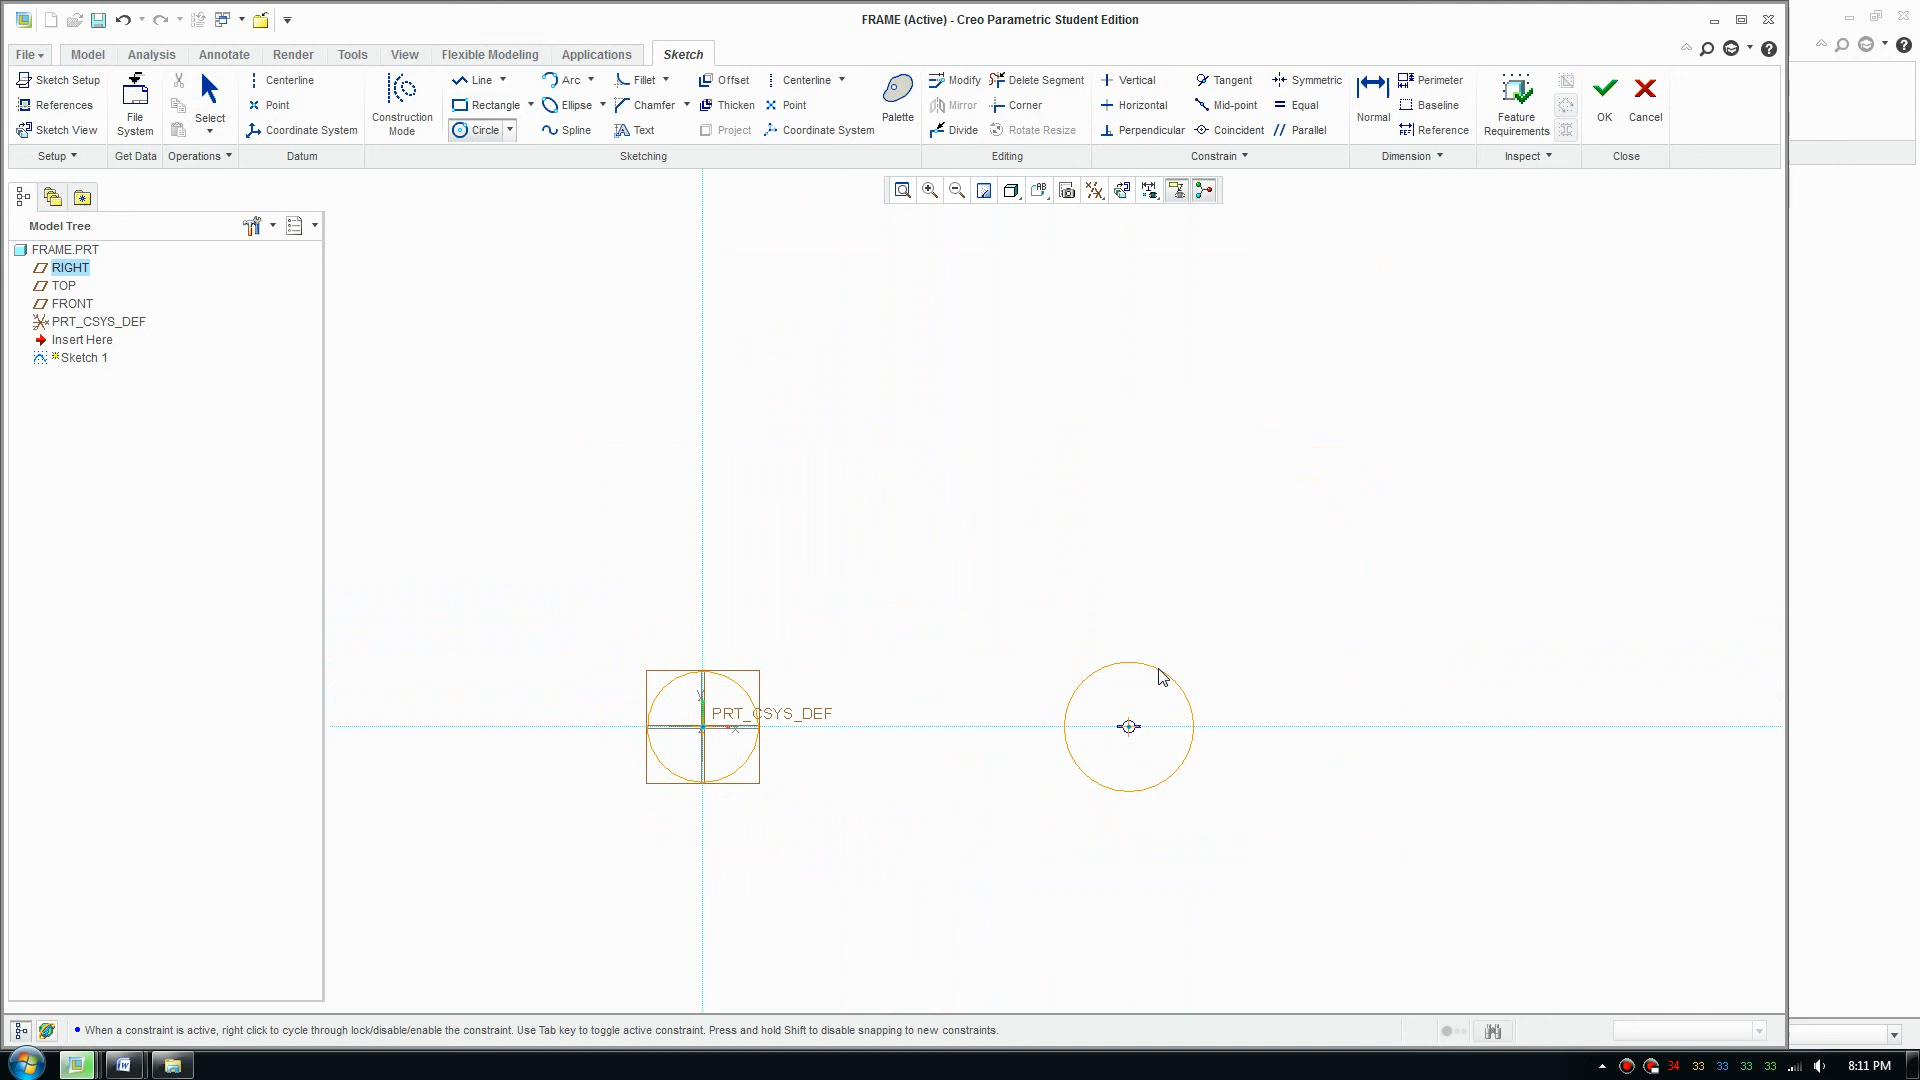 FRAME (Active) - Creo Parametric Student Edition
File Model Analysis Annotate Render Tools View Flexible Modeling Applications Sketch
Sketch Setup
References
Sketch View
Setup
File System
Get Data
Select
Operations
Centerline
Point
Coordinate System
Datum
Construction Mode
Line Arc Fillet Offset Centerline
Rectangle Ellipse Chamfer Thicken Point
Circle Spline Text Project Coordinate System
Palette
Sketching
Modify Delete Segment
Mirror Corner
Divide Rotate Resize
Editing
Vertical Tangent Symmetric
Horizontal Mid-point Equal
Perpendicular Coincident Parallel
Constrain
Normal
Perimeter
Baseline
Reference
Dimension
Feature Requirements
Inspect
OK
Cancel
Close
Model Tree
FRAME.PRT
RIGHT
TOP
FRONT
PRT_CSYS_DEF
Insert Here
Sketch 1
y
PRT_CSYS_DEF
x
When a constraint is active, right click to cycle through lock/disable/enable the constraint. Use Tab key to toggle active constraint. Press and hold Shift to disable snapping to new constraints.
34 33 33 33 33 8:11 PM